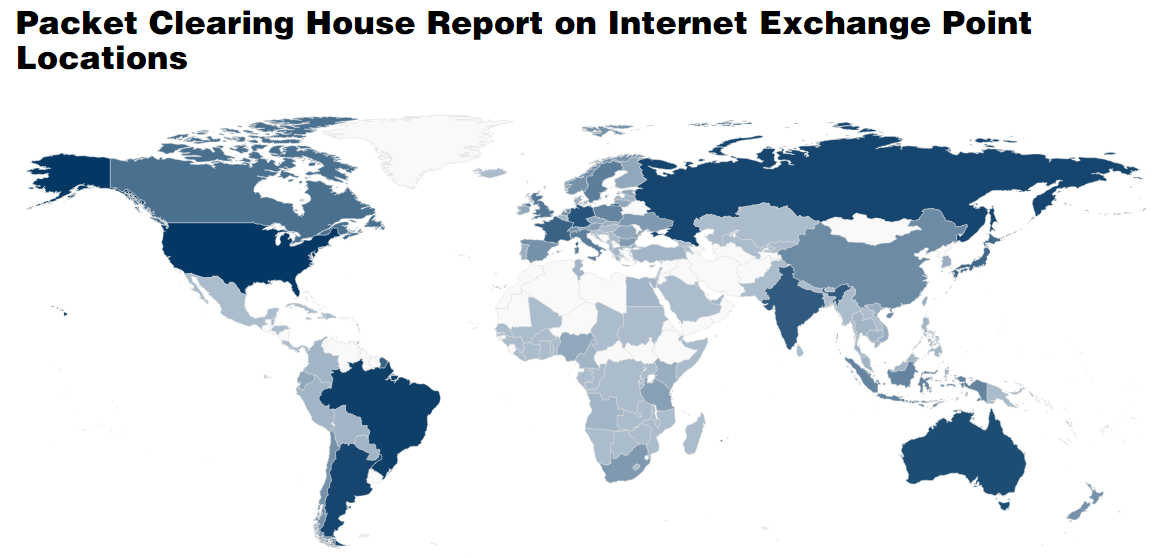 Packet Clearing House Report on Internet Exchange Point
Locations